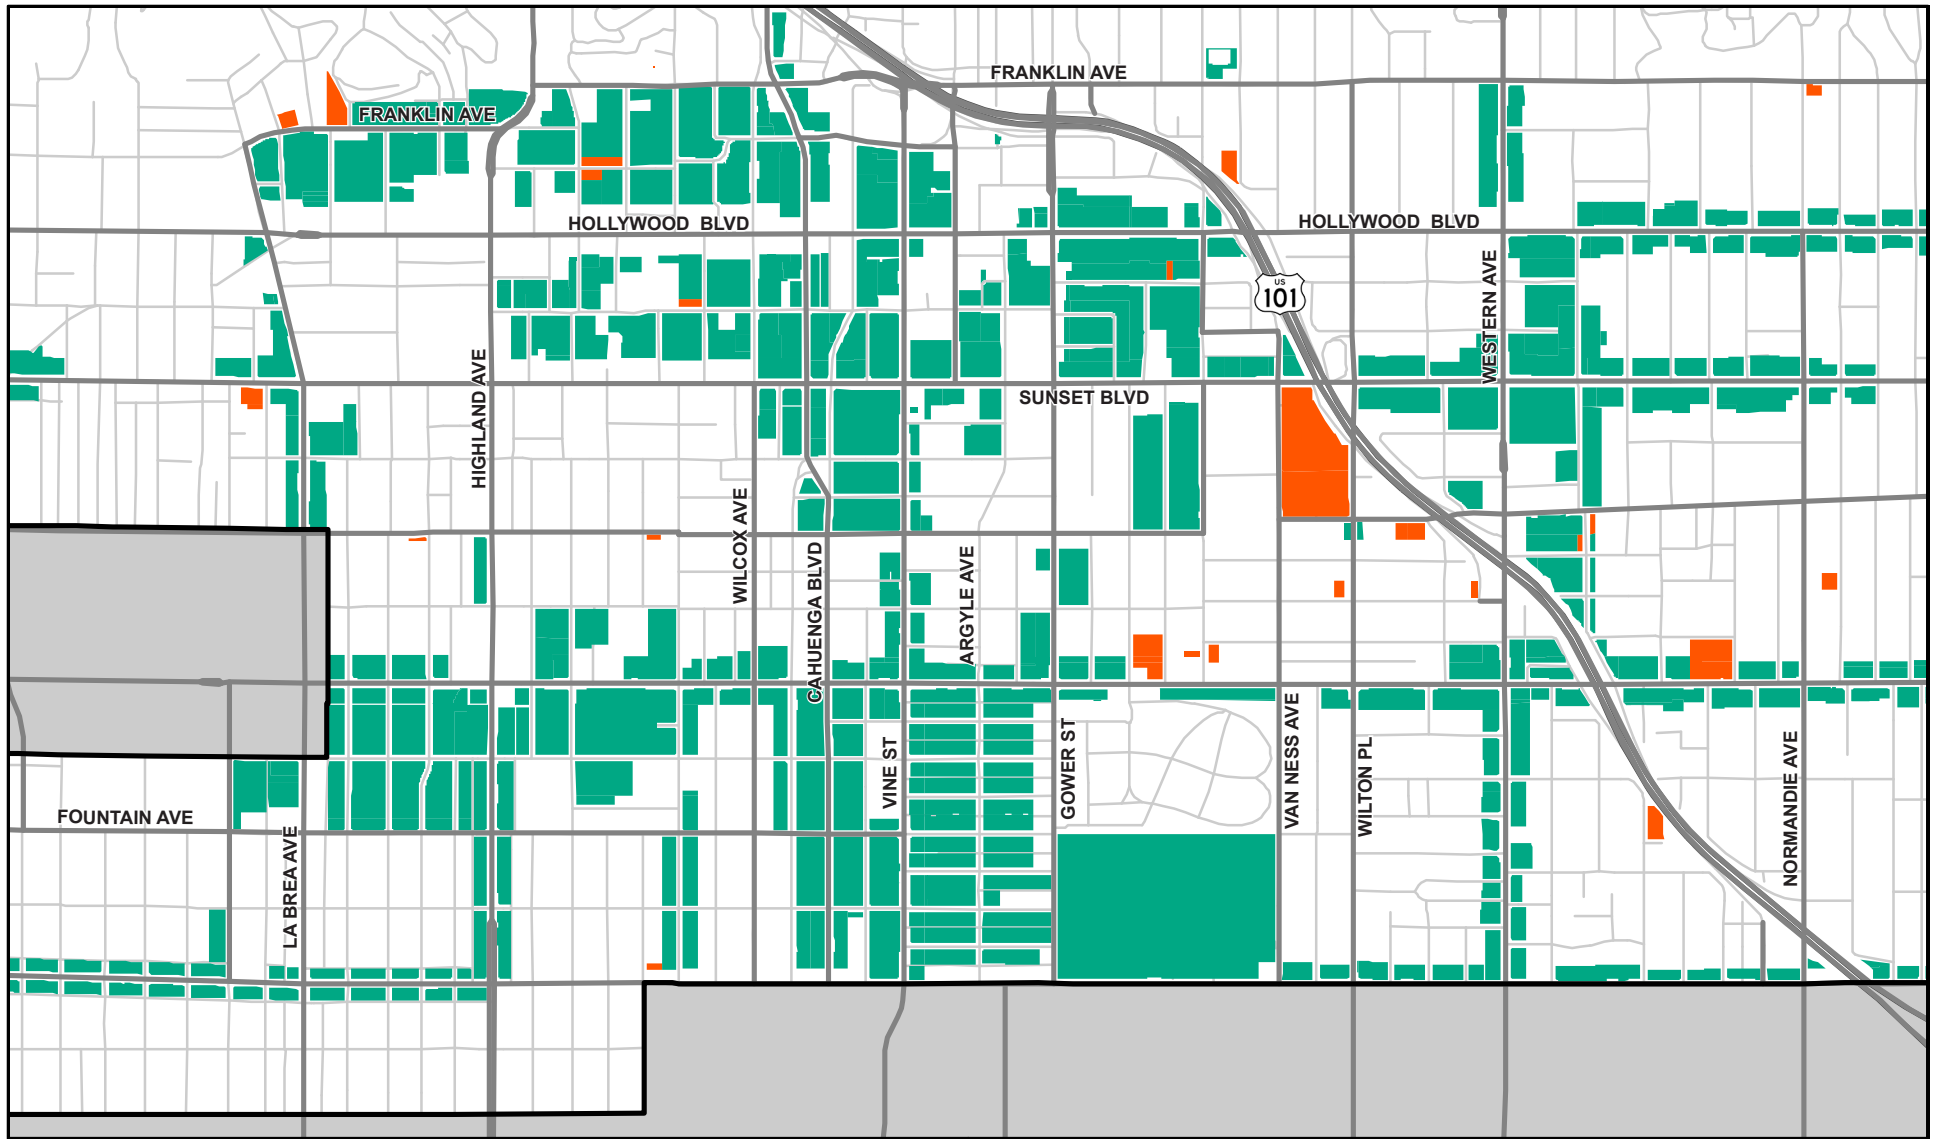 FRANKLIN AVE
FRANKLIN AVE
HOLLYWOOD BLVD
HOLLYWOOD BLVD
US
101
WESTERN AVE
HIGHLAND AVE
SUNSET BLVD
WILCOX AVE
CAHUENGA BLVD
ARGYLE AVE
VINE ST
GOWER ST
VAN NESS AVE
WILTON PL
NORMANDIE AVE
FOUNTAIN AVE
LA BREA AVE